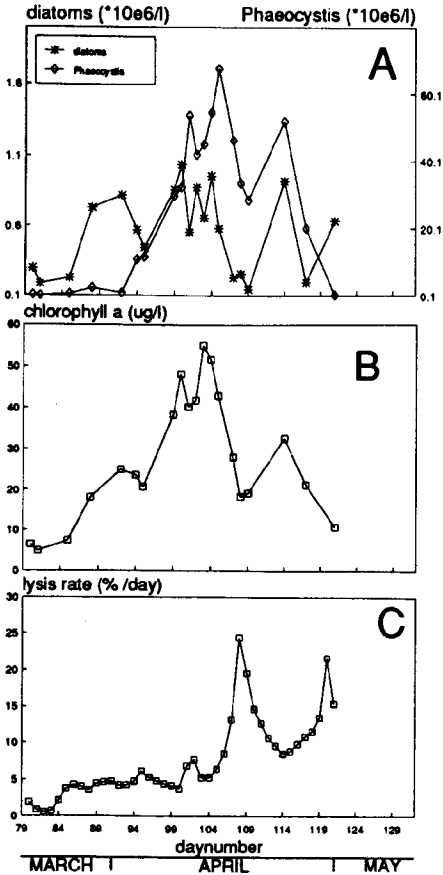 diatoms (*10e6/l) Phaeocystis (*10e6/l)
diatoms
Phaeocystis
A
1.6
1.1
0.6
0.1
60.1
40.1
20.1
0.1
chlorophyll a (ug/l)
B
60
50
40
30
20
10
0
lysis rate (% /day)
C
30
25
20
15
10
5
0
79 84 89 94 99 104 109 114 119 124 129
daynumber
MARCH APRIL MAY